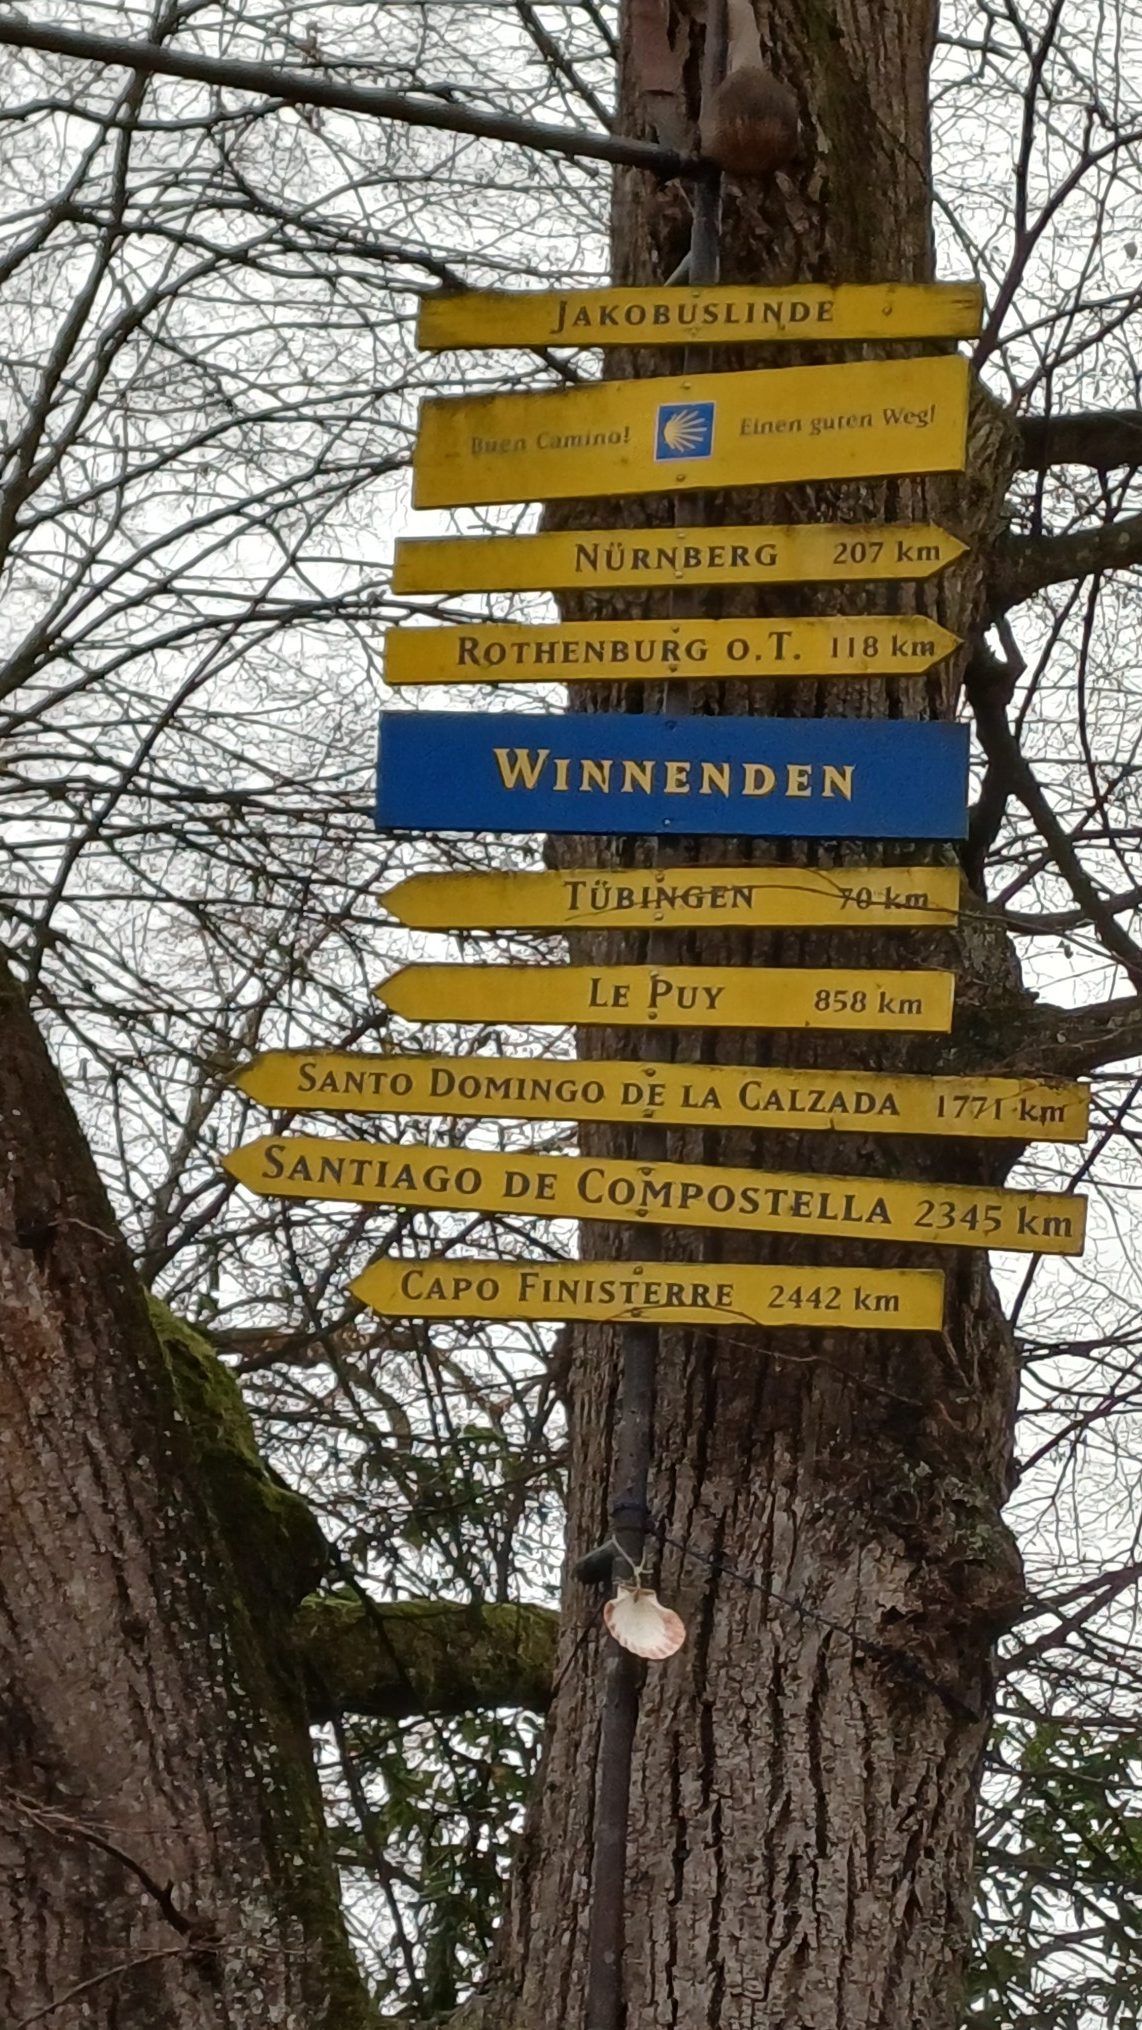 JAKOBUSLINDE
Buen Camino! Einen guten Weg!
NÜRNBERG 207 km
ROTHENBURG O.T. 118 km
WINNENDEN
TÜBINGEN 70 km
LE PUY 858 km
SANTO DOMINGO DE LA CALZADA 1771 km
SANTIAGO DE COMPOSTELLA 2345 km
CAPO FINISTERRE 2442 km